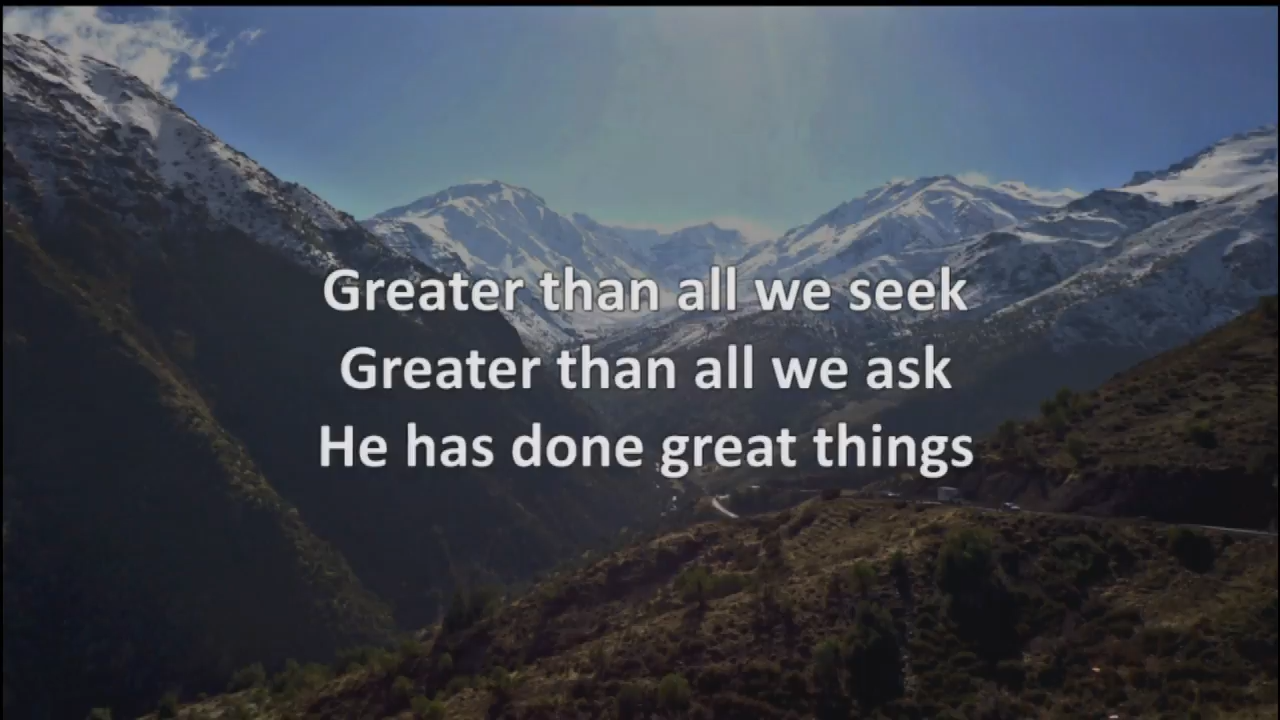 Greater than all we seek
Greater than all we ask
He has done great things